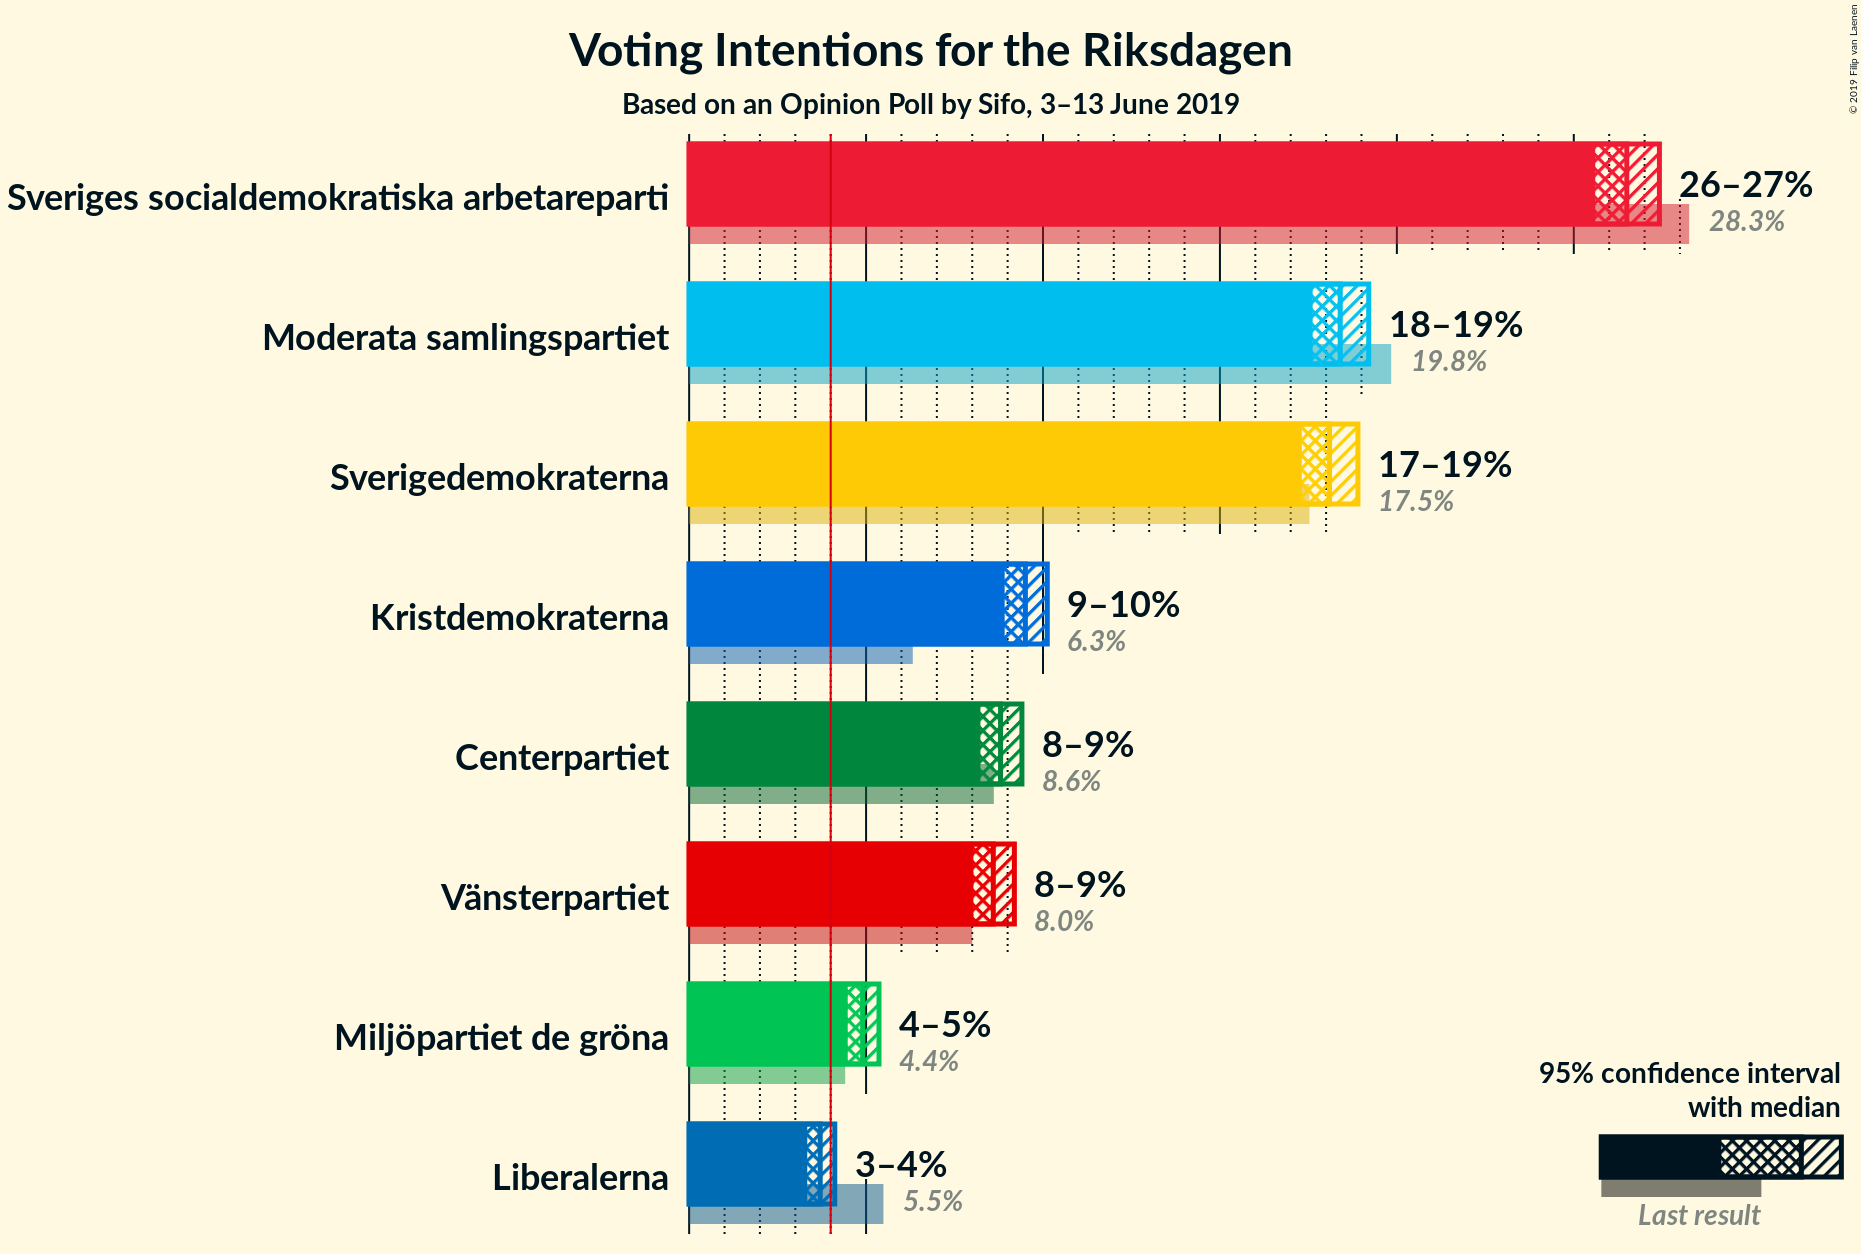 Voting Intentions for the Riksdagen
Based on an Opinion Poll by Sifo, 3–13 June 2019
© 2019 Filip van Laenen
Sveriges socialdemokratiska arbetareparti
26–27%
28.3%
Moderata samlingspartiet
18–19%
19.8%
Sverigedemokraterna
17–19%
17.5%
Kristdemokraterna
9–10%
6.3%
Centerpartiet
8–9%
8.6%
Vänsterpartiet
8–9%
8.0%
Miljöpartiet de gröna
4–5%
4.4%
Liberalerna
3–4%
5.5%
95% confidence interval
with median
Last result